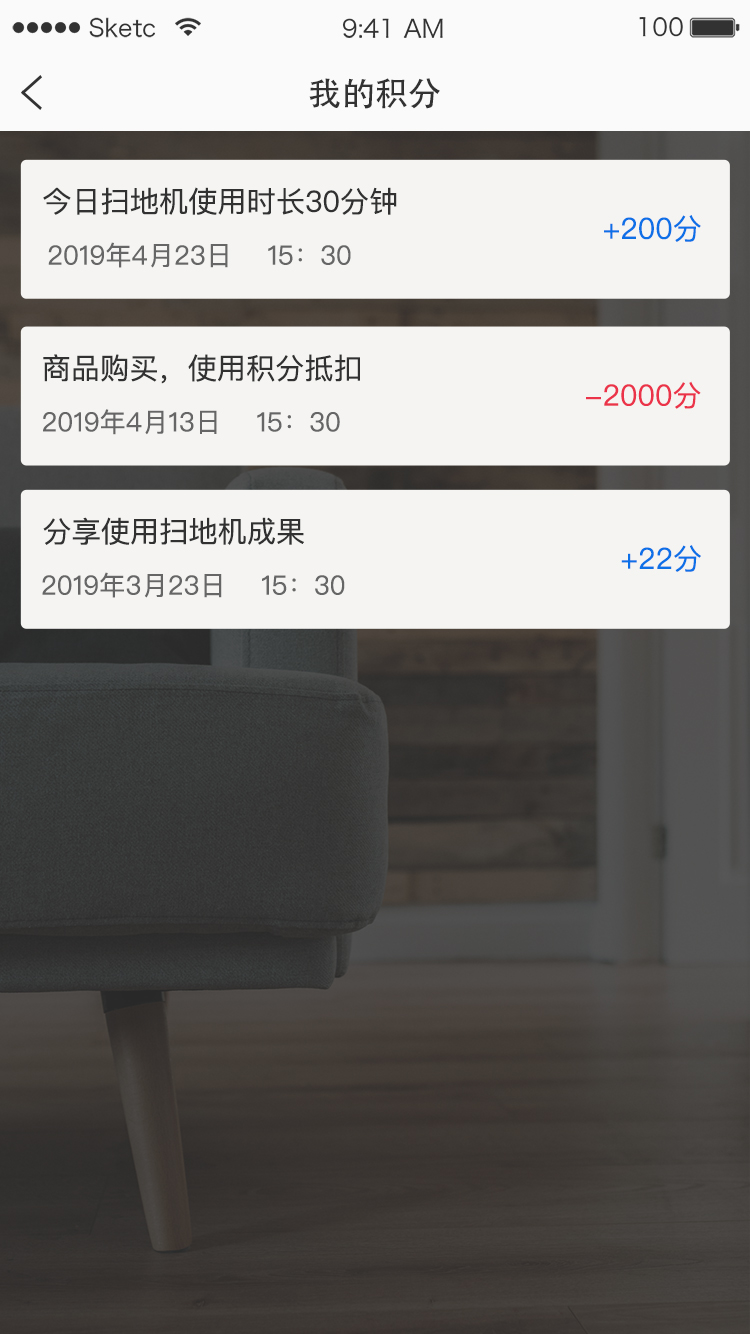 Sketc 9:41 AM 100
我的积分
今日扫地机使用时长30分钟
2019年4月23日 15：30
+200分
商品购买，使用积分抵扣
2019年4月13日 15：30
-2000分
分享使用扫地机成果
2019年3月23日 15：30
+22分